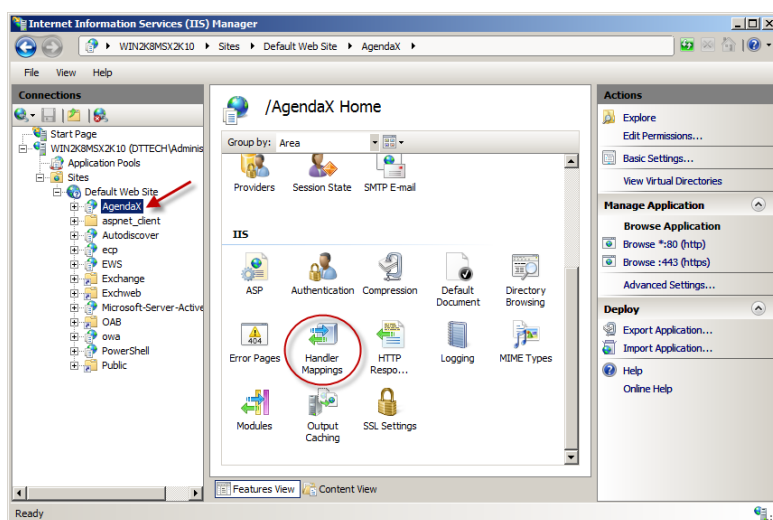 Internet Information Services (IIS) Manager
WIN2K8MSX2K10 Sites Default Web Site AgendaX
File View Help
Connections
Start Page
WIN2K8MSX2K10 (DTTECH\Adminis
Application Pools
Sites
Default Web Site
AgendaX
aspnet_client
Autodiscover
ecp
EWS
Exchange
Exchweb
Microsoft-Server-Active
OAB
owa
PowerShell
Public
/AgendaX Home
Group by: Area
Providers Session State SMTP E-mail
IIS
ASP Authentication Compression Default Document Directory Browsing
Error Pages Handler Mappings HTTP Respo... Logging MIME Types
Modules Output Caching SSL Settings
Features View Content View
Actions
Explore
Edit Permissions...
Basic Settings...
View Virtual Directories
Manage Application
Browse Application
Browse *:80 (http)
Browse :443 (https)
Advanced Settings...
Deploy
Export Application...
Import Application...
Help
Online Help
Ready